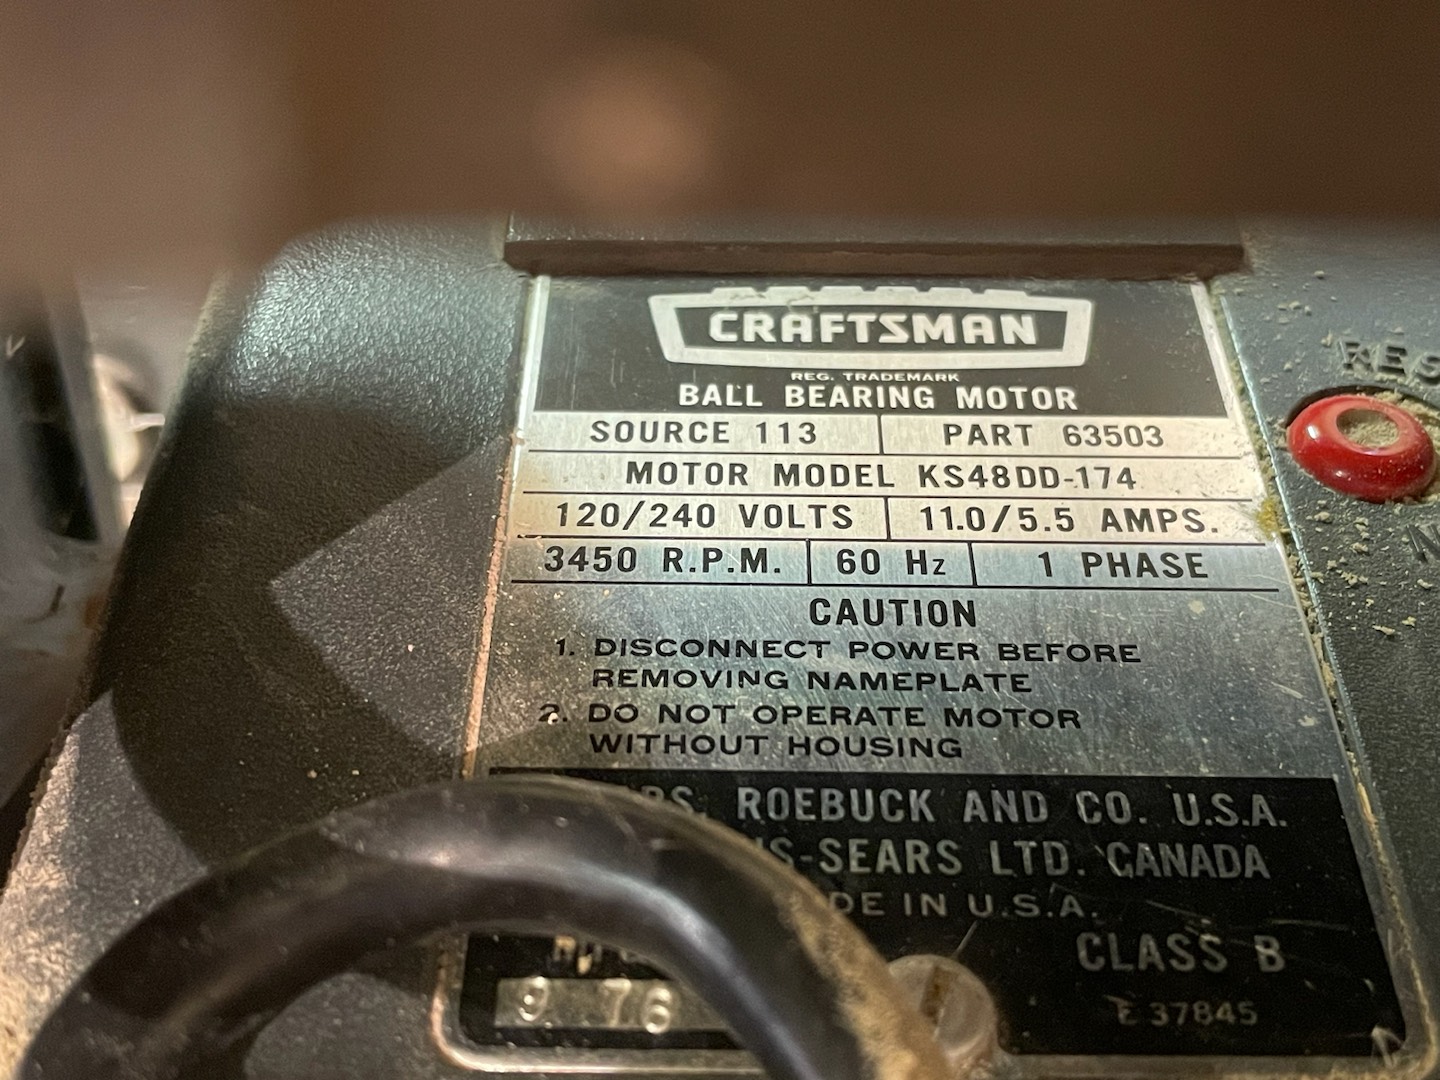 CRAFTSMAN
REG. TRADEMARK
BALL BEARING MOTOR
SOURCE 113 PART 63503
MOTOR MODEL KS48DD-174
120/240 VOLTS 11.0/5.5 AMPS.
3450 R.P.M. 60 Hz 1 PHASE
CAUTION
1. DISCONNECT POWER BEFORE
REMOVING NAMEPLATE
2. DO NOT OPERATE MOTOR
WITHOUT HOUSING
ROEBUCK AND CO. U.S.A.
-SEARS LTD. CANADA
IN U.S.A.
CLASS B
9 76
E 37845
RES